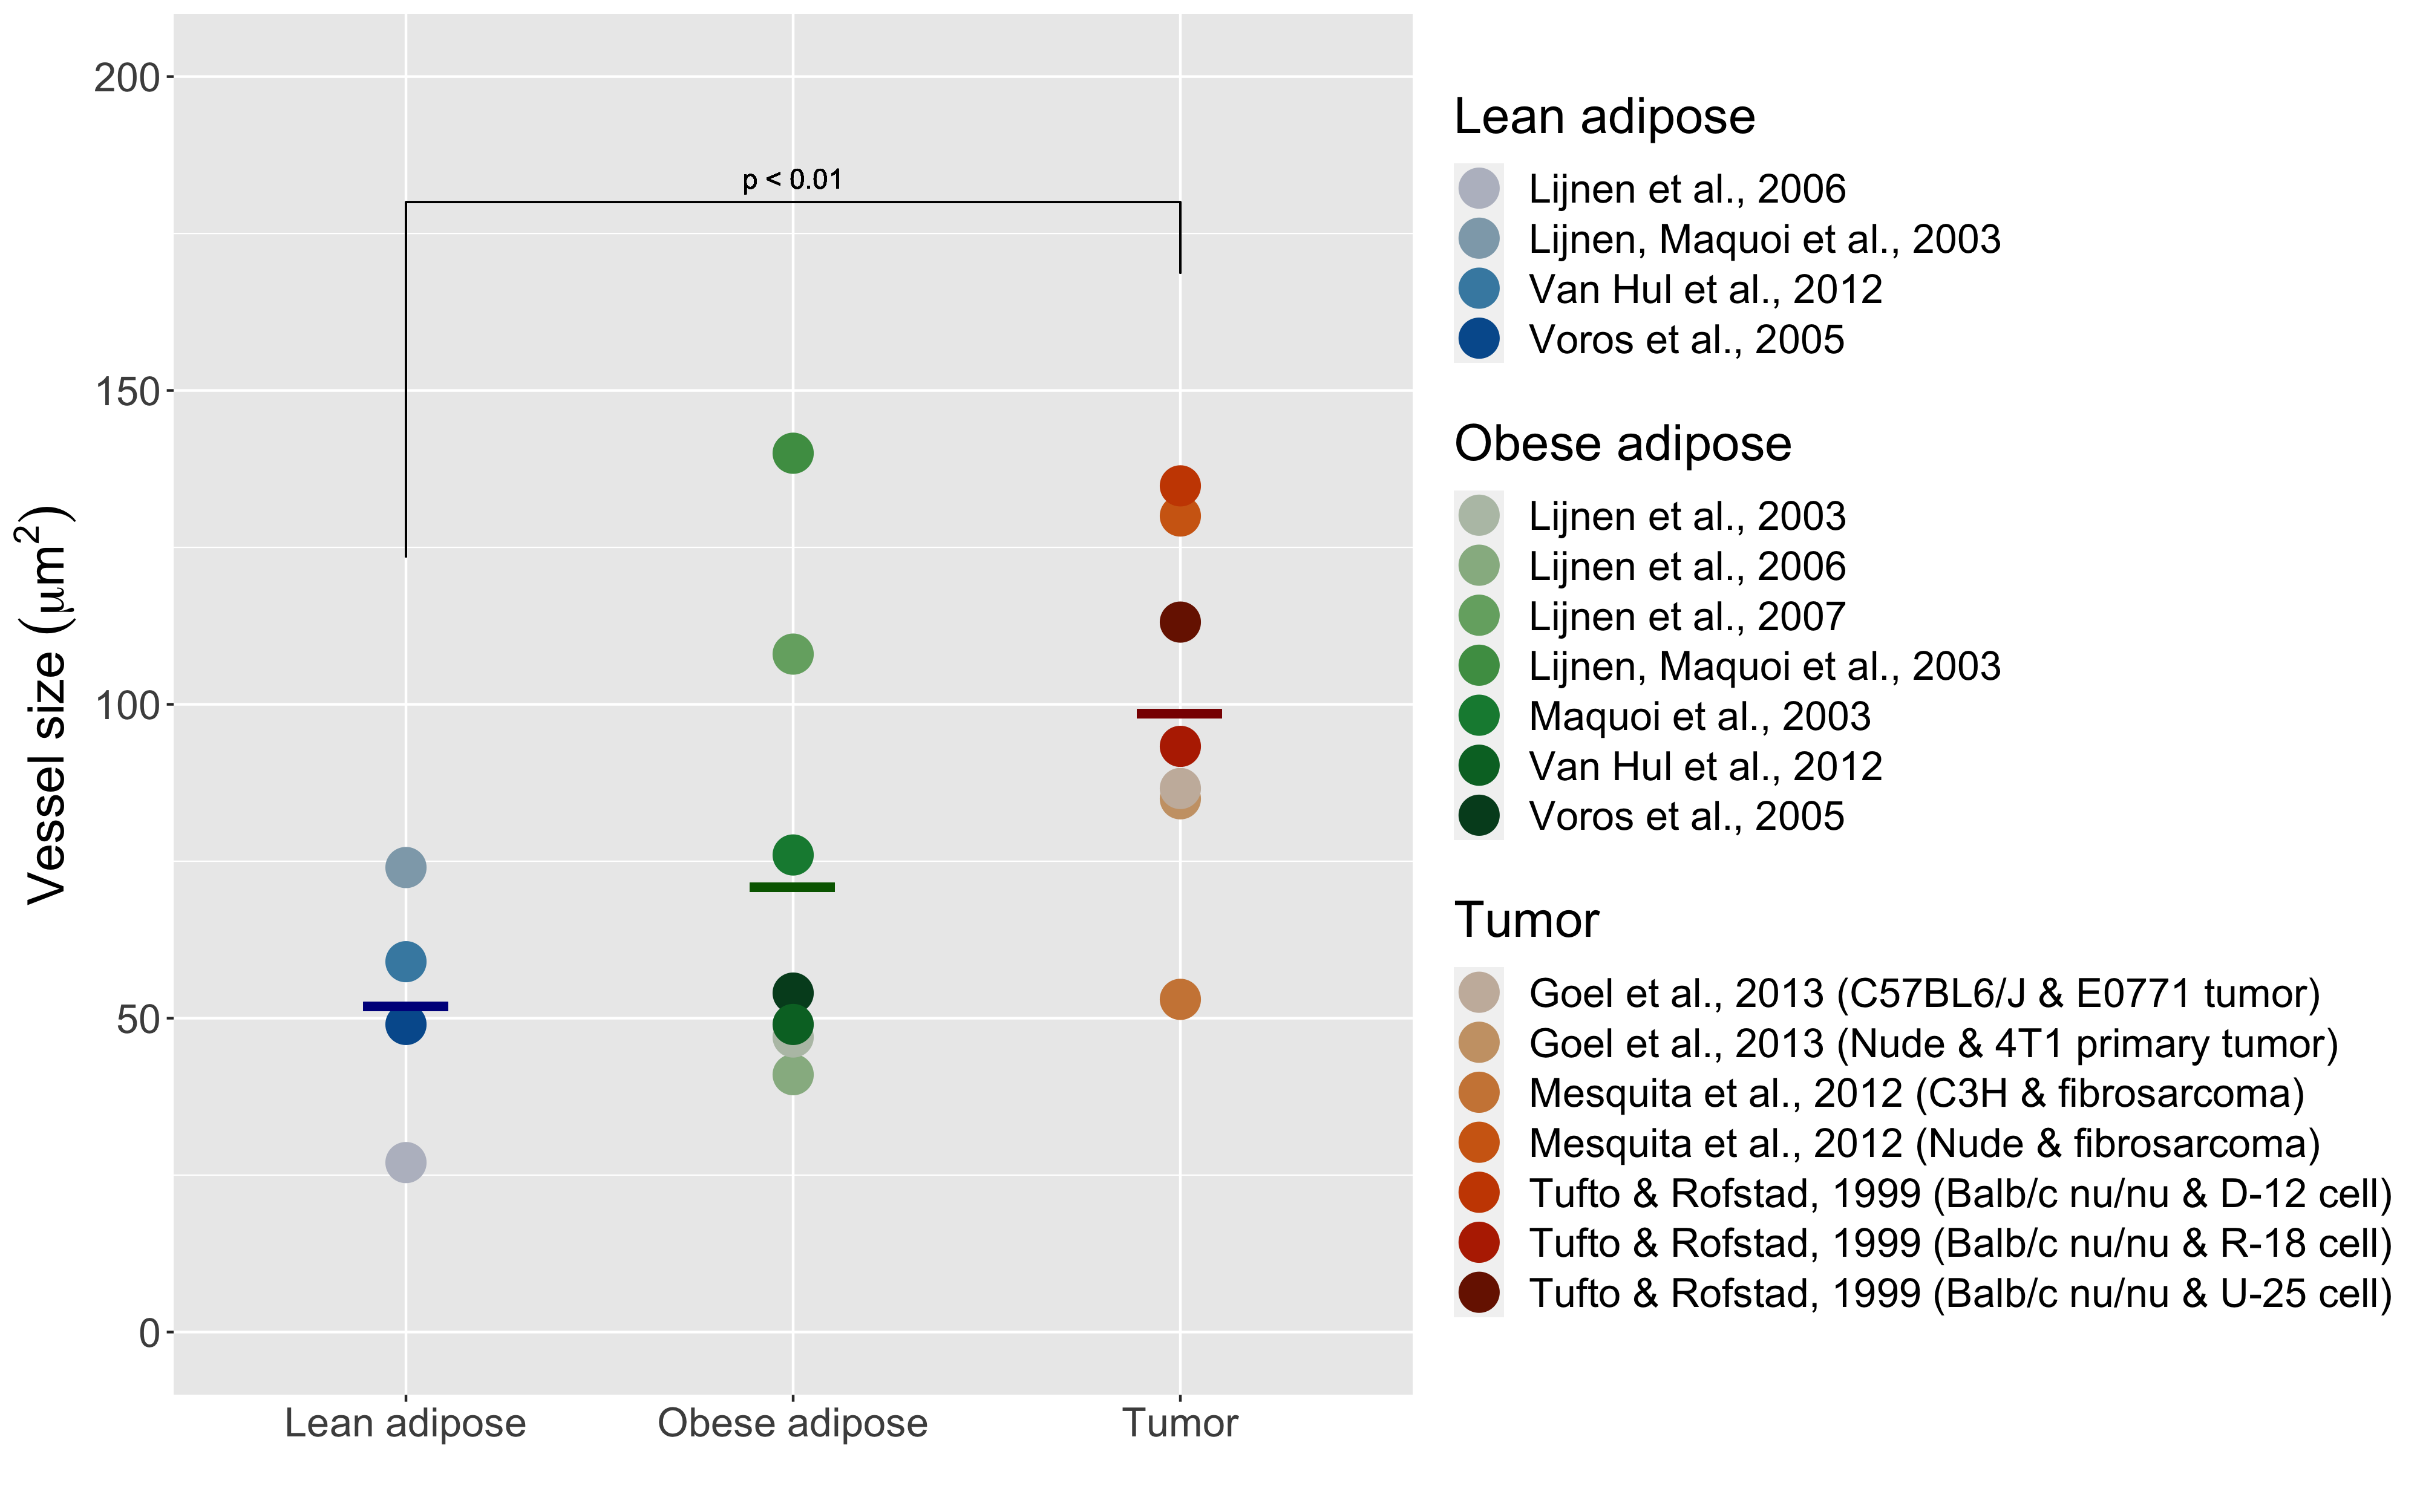 Vessel size (μm²)
200
150
100
50
0
p < 0.01
Lean adipose
Obese adipose
Tumor
Lean adipose
Lijnen et al., 2006
Lijnen, Maquoi et al., 2003
Van Hul et al., 2012
Voros et al., 2005
Obese adipose
Lijnen et al., 2003
Lijnen et al., 2006
Lijnen et al., 2007
Lijnen, Maquoi et al., 2003
Maquoi et al., 2003
Van Hul et al., 2012
Voros et al., 2005
Tumor
Goel et al., 2013 (C57BL6/J & E0771 tumor)
Goel et al., 2013 (Nude & 4T1 primary tumor)
Mesquita et al., 2012 (C3H & fibrosarcoma)
Mesquita et al., 2012 (Nude & fibrosarcoma)
Tufto & Rofstad, 1999 (Balb/c nu/nu & D-12 cell)
Tufto & Rofstad, 1999 (Balb/c nu/nu & R-18 cell)
Tufto & Rofstad, 1999 (Balb/c nu/nu & U-25 cell)